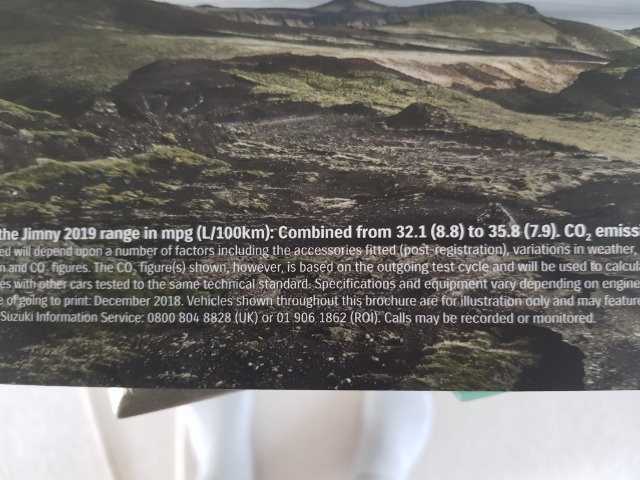 the Jimny 2019 range in mpg (L/100km): Combined from 32.1 (8.8) to 35.8 (7.9). CO₂ emissi
ed will depend upon a number of factors including the accessories fitted (post-registration), variations in weather,
n and CO₂ figures. The CO₂ figure(s) shown, however, is based on the outgoing test cycle and will be used to calcul
es with other cars tested to the same technical standard. Specifications and equipment vary depending on engine
e of going to print: December 2018. Vehicles shown throughout this brochure are for illustration only and may feature
Suzuki Information Service: 0800 804 8828 (UK) or 01 906 1862 (ROI). Calls may be recorded or monitored.